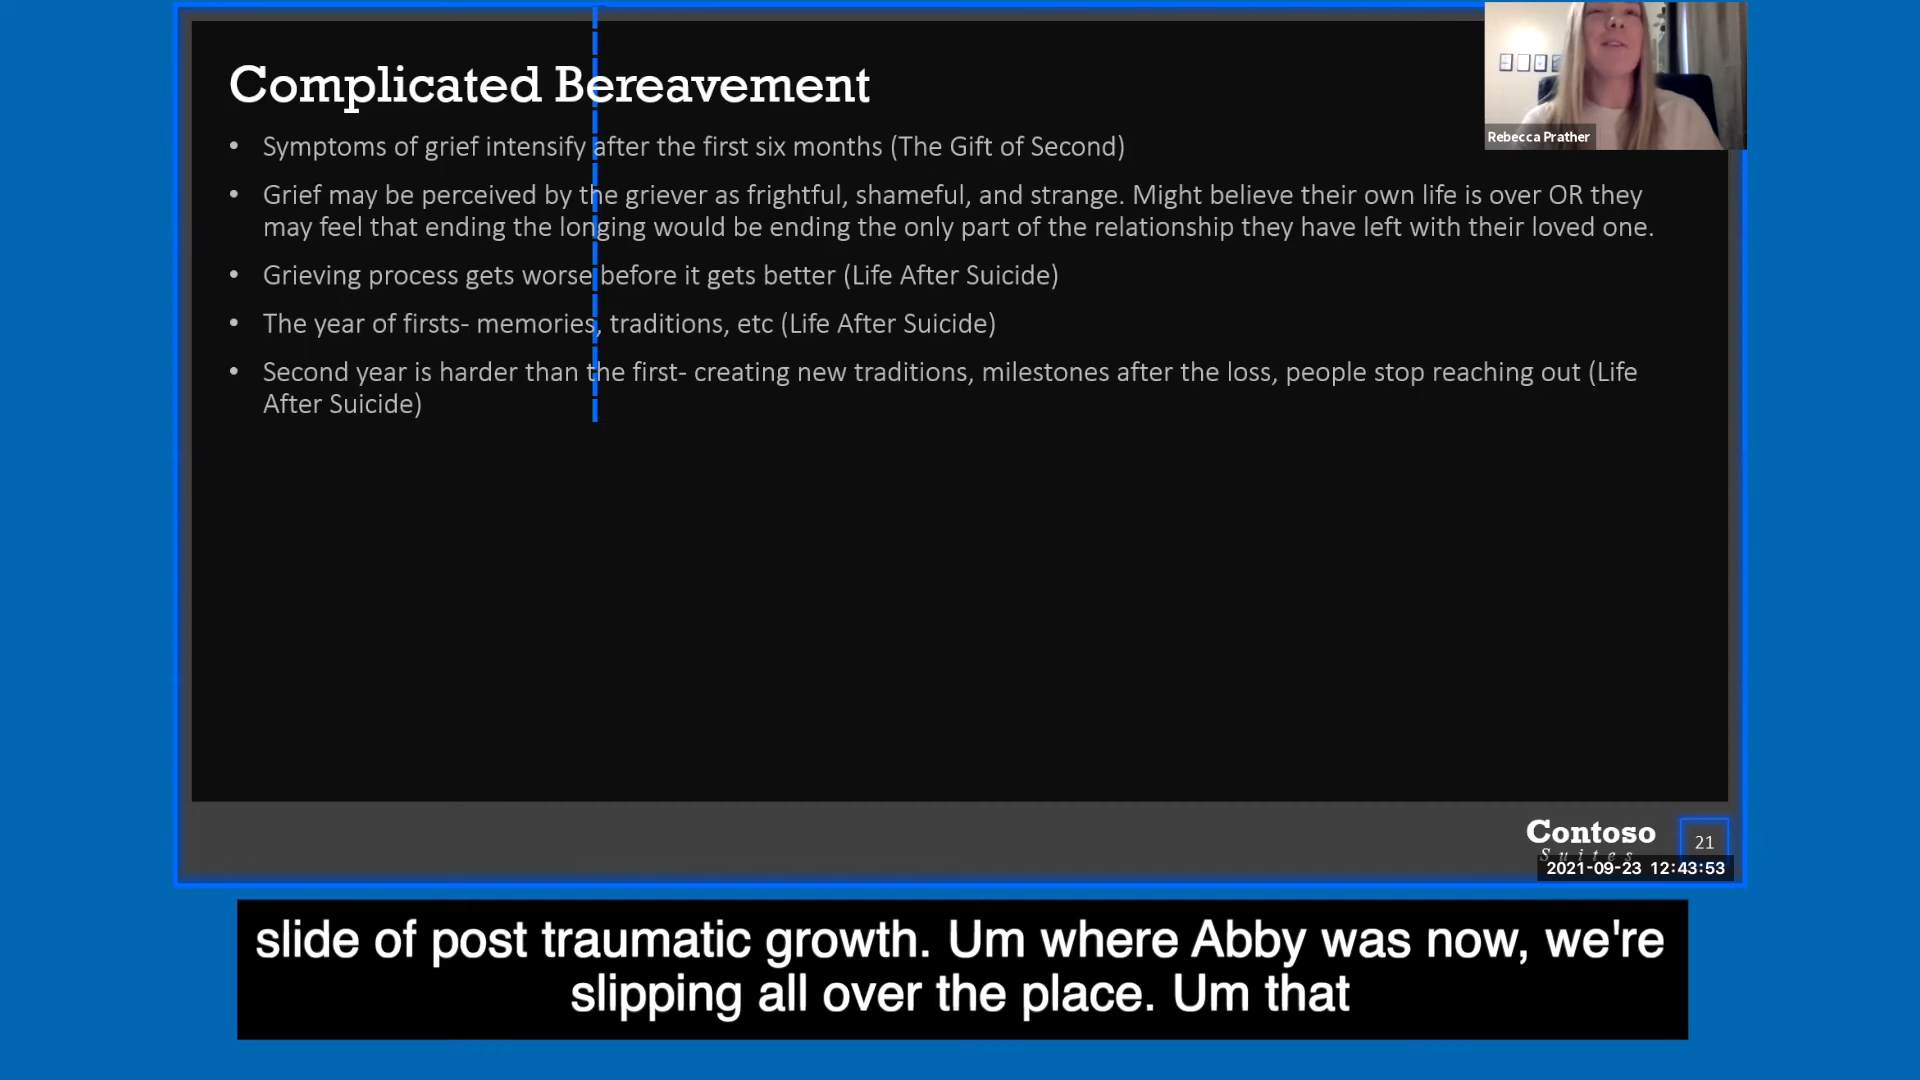 Complicated Bereavement
• Symptoms of grief intensify after the first six months (The Gift of Second)
• Grief may be perceived by the griever as frightful, shameful, and strange. Might believe their own life is over OR they
may feel that ending the longing would be ending the only part of the relationship they have left with their loved one.
• Grieving process gets worse before it gets better (Life After Suicide)
• The year of firsts- memories, traditions, etc (Life After Suicide)
• Second year is harder than the first- creating new traditions, milestones after the loss, people stop reaching out (Life
After Suicide)
Rebecca Prather
Contoso
Suites
21
2021-09-23 12:43:53
slide of post traumatic growth. Um where Abby was now, we're
slipping all over the place. Um that